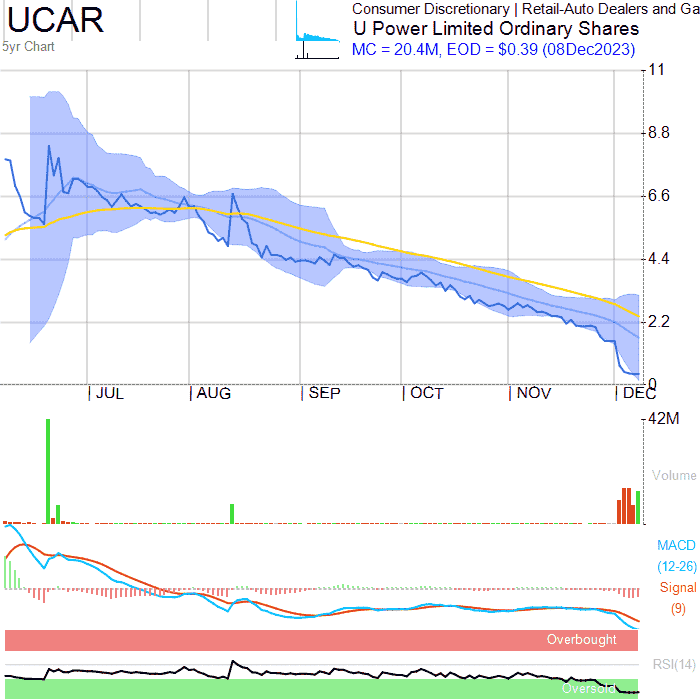 UCAR
5yr Chart
Consumer Discretionary | Retail-Auto Dealers and Ga
U Power Limited Ordinary Shares
MC = 20.4M, EOD = $0.39 (08Dec2023)
11
8.8
6.6
4.4
2.2
0
JUL AUG SEP OCT NOV DEC
42M
Volume
MACD
(12-26)
Signal
(9)
Overbought
RSI(14)
Oversold